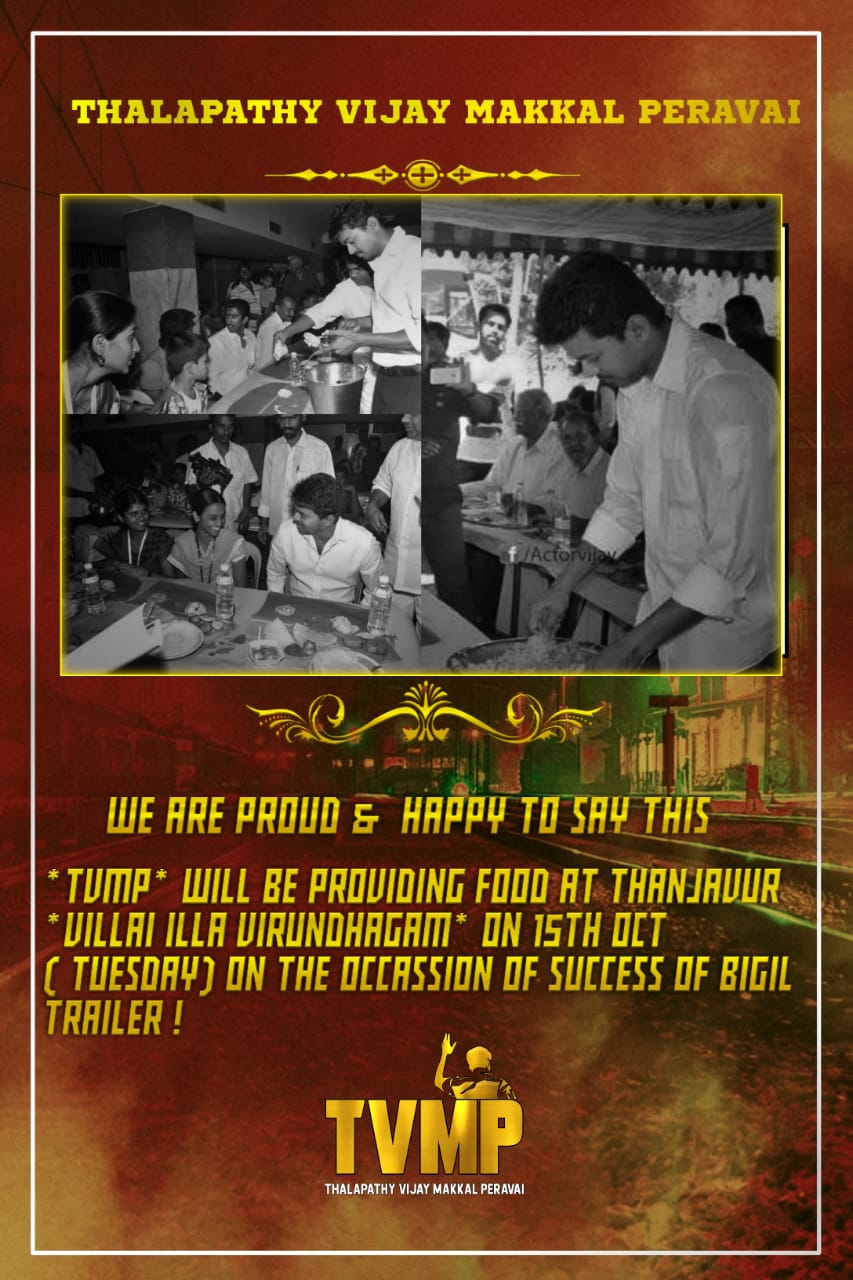 THALAPATHY VIJAY MAKKAL PERAVAI
f /Actorvijay
WE ARE PROUD & HAPPY TO SAY THIS
*TVMP* WILL BE PROVIDING FOOD AT THANJAVUR
*VILLAI ILLA VIRUNDHAGAM* ON 15TH OCT
( TUESDAY) ON THE OCCASSION OF SUCCESS OF BIGIL
TRAILER !
TVMP
THALAPATHY VIJAY MAKKAL PERAVAI